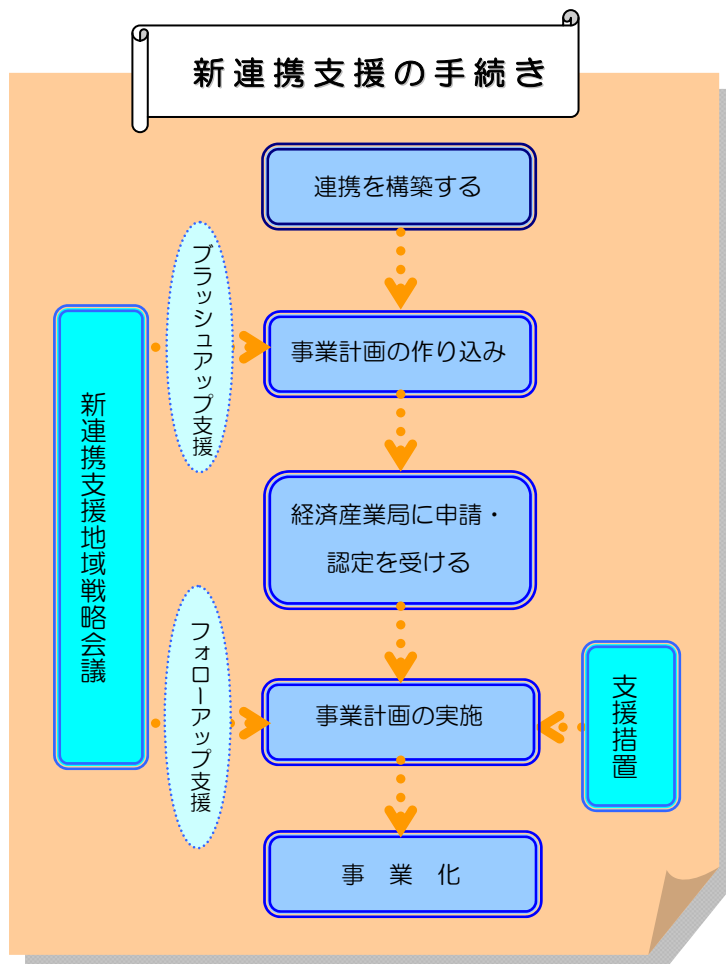 新連携支援の手続き
連携を構築する
ブラッシュアップ支援
事業計画の作り込み
新連携支援地域戦略会議
経済産業局に申請・
認定を受ける
フォローアップ支援
事業計画の実施
支援措置
事 業 化